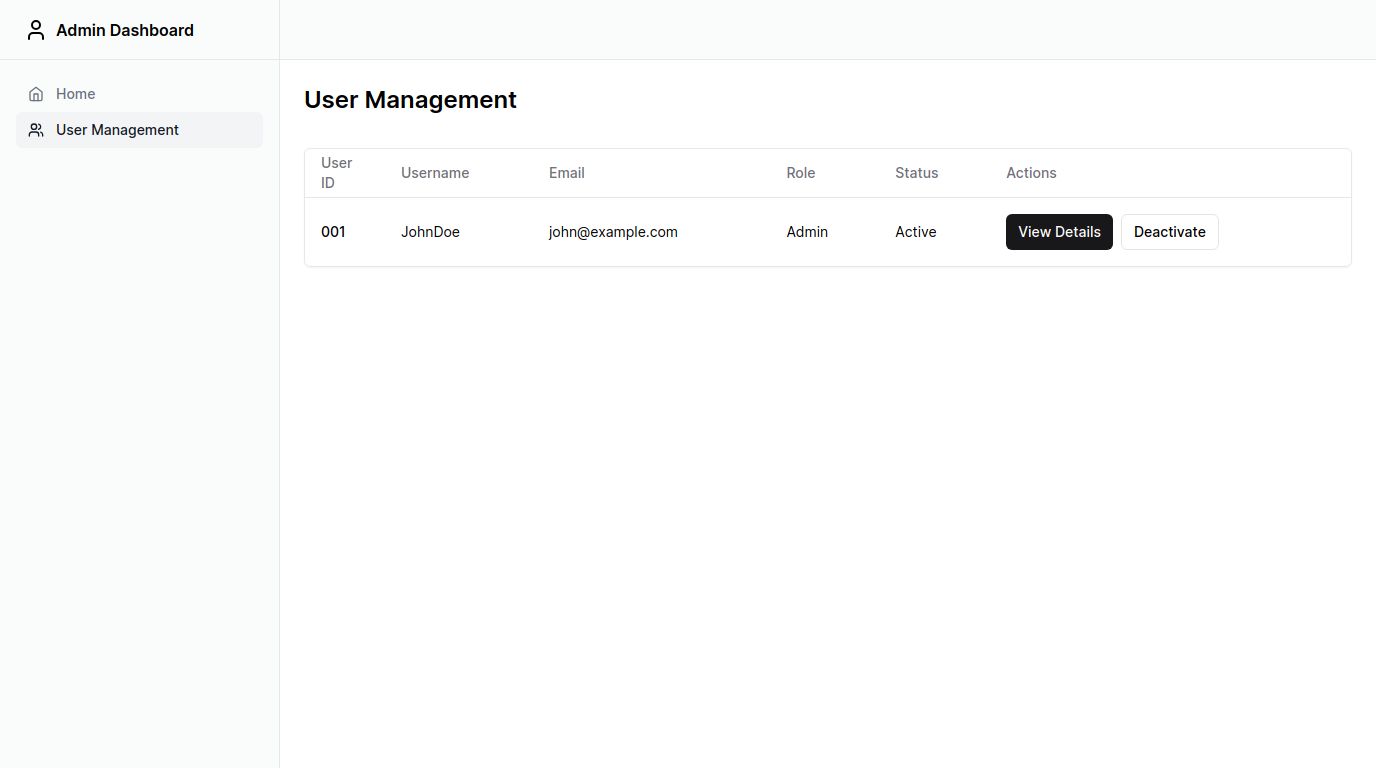 Admin Dashboard
Home
User Management
User Management
User
ID
Username
Email
Role
Status
Actions
001
JohnDoe
john@example.com
Admin
Active
View Details
Deactivate